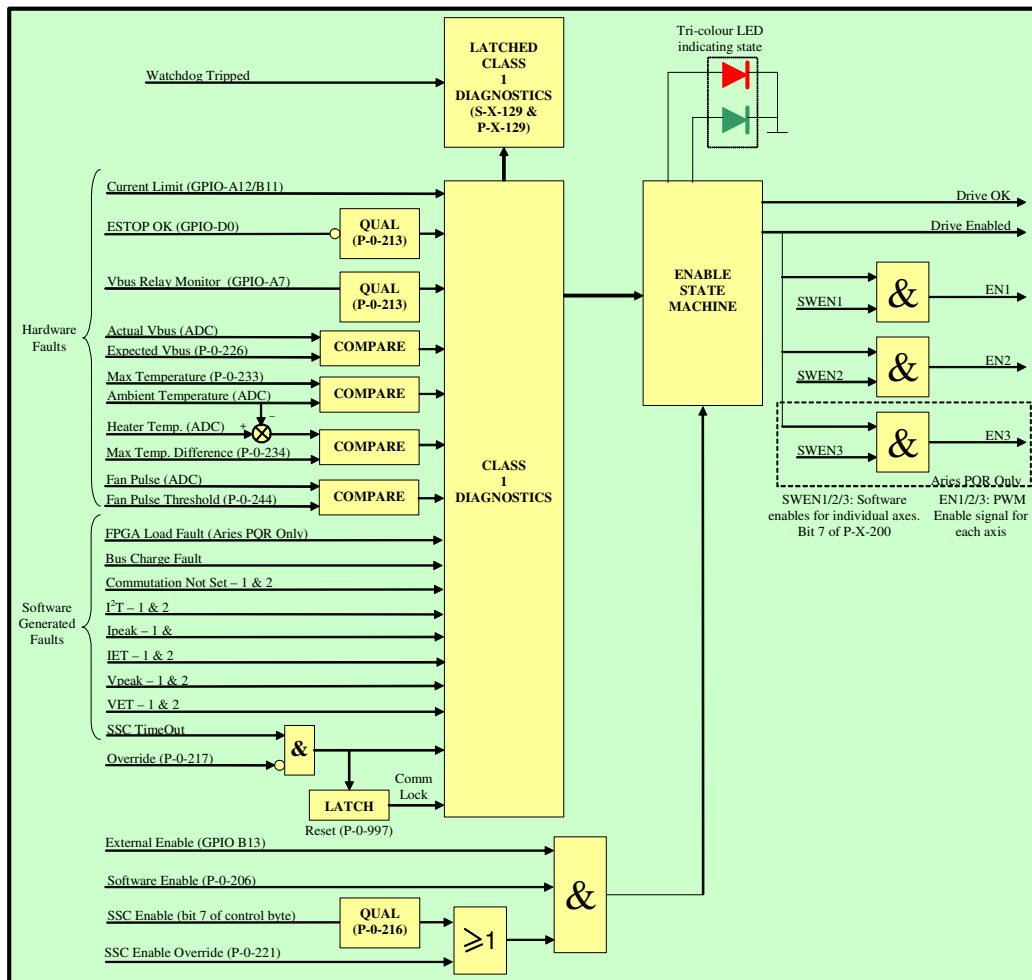 Tri-colour LED
indicating state
LATCHED
CLASS
1
DIAGNOSTICS
(S-X-129 &
P-X-129)
Watchdog Tripped
Hardware
Faults
Current Limit (GPIO-A12/B11)
ESTOP OK (GPIO-D0)
QUAL
(P-0-213)
Vbus Relay Monitor (GPIO-A7)
QUAL
(P-0-213)
Actual Vbus (ADC)
Expected Vbus (P-0-226)
COMPARE
Max Temperature (P-0-233)
Ambient Temperature (ADC)
COMPARE
Heater Temp. (ADC)
+
−
Max Temp. Difference (P-0-234)
COMPARE
Fan Pulse (ADC)
Fan Pulse Threshold (P-0-244)
COMPARE
Software
Generated
Faults
FPGA Load Fault (Aries PQR Only)
Bus Charge Fault
Commutation Not Set – 1 & 2
I²T – 1 & 2
Ipeak – 1 &
IET – 1 & 2
Vpeak – 1 & 2
VET – 1 & 2
SSC TimeOut
Override (P-0-217)
&
LATCH
Reset (P-0-997)
Comm
Lock
CLASS
1
DIAGNOSTICS
ENABLE
STATE
MACHINE
Drive OK
Drive Enabled
SWEN1
&
EN1
SWEN2
&
EN2
SWEN3
&
EN3
Aries PQR Only
SWEN1/2/3: Software
enables for individual axes.
Bit 7 of P-X-200
EN1/2/3: PWM
Enable signal for
each axis
External Enable (GPIO B13)
Software Enable (P-0-206)
SSC Enable (bit 7 of control byte)
QUAL
(P-0-216)
SSC Enable Override (P-0-221)
⩾1
&